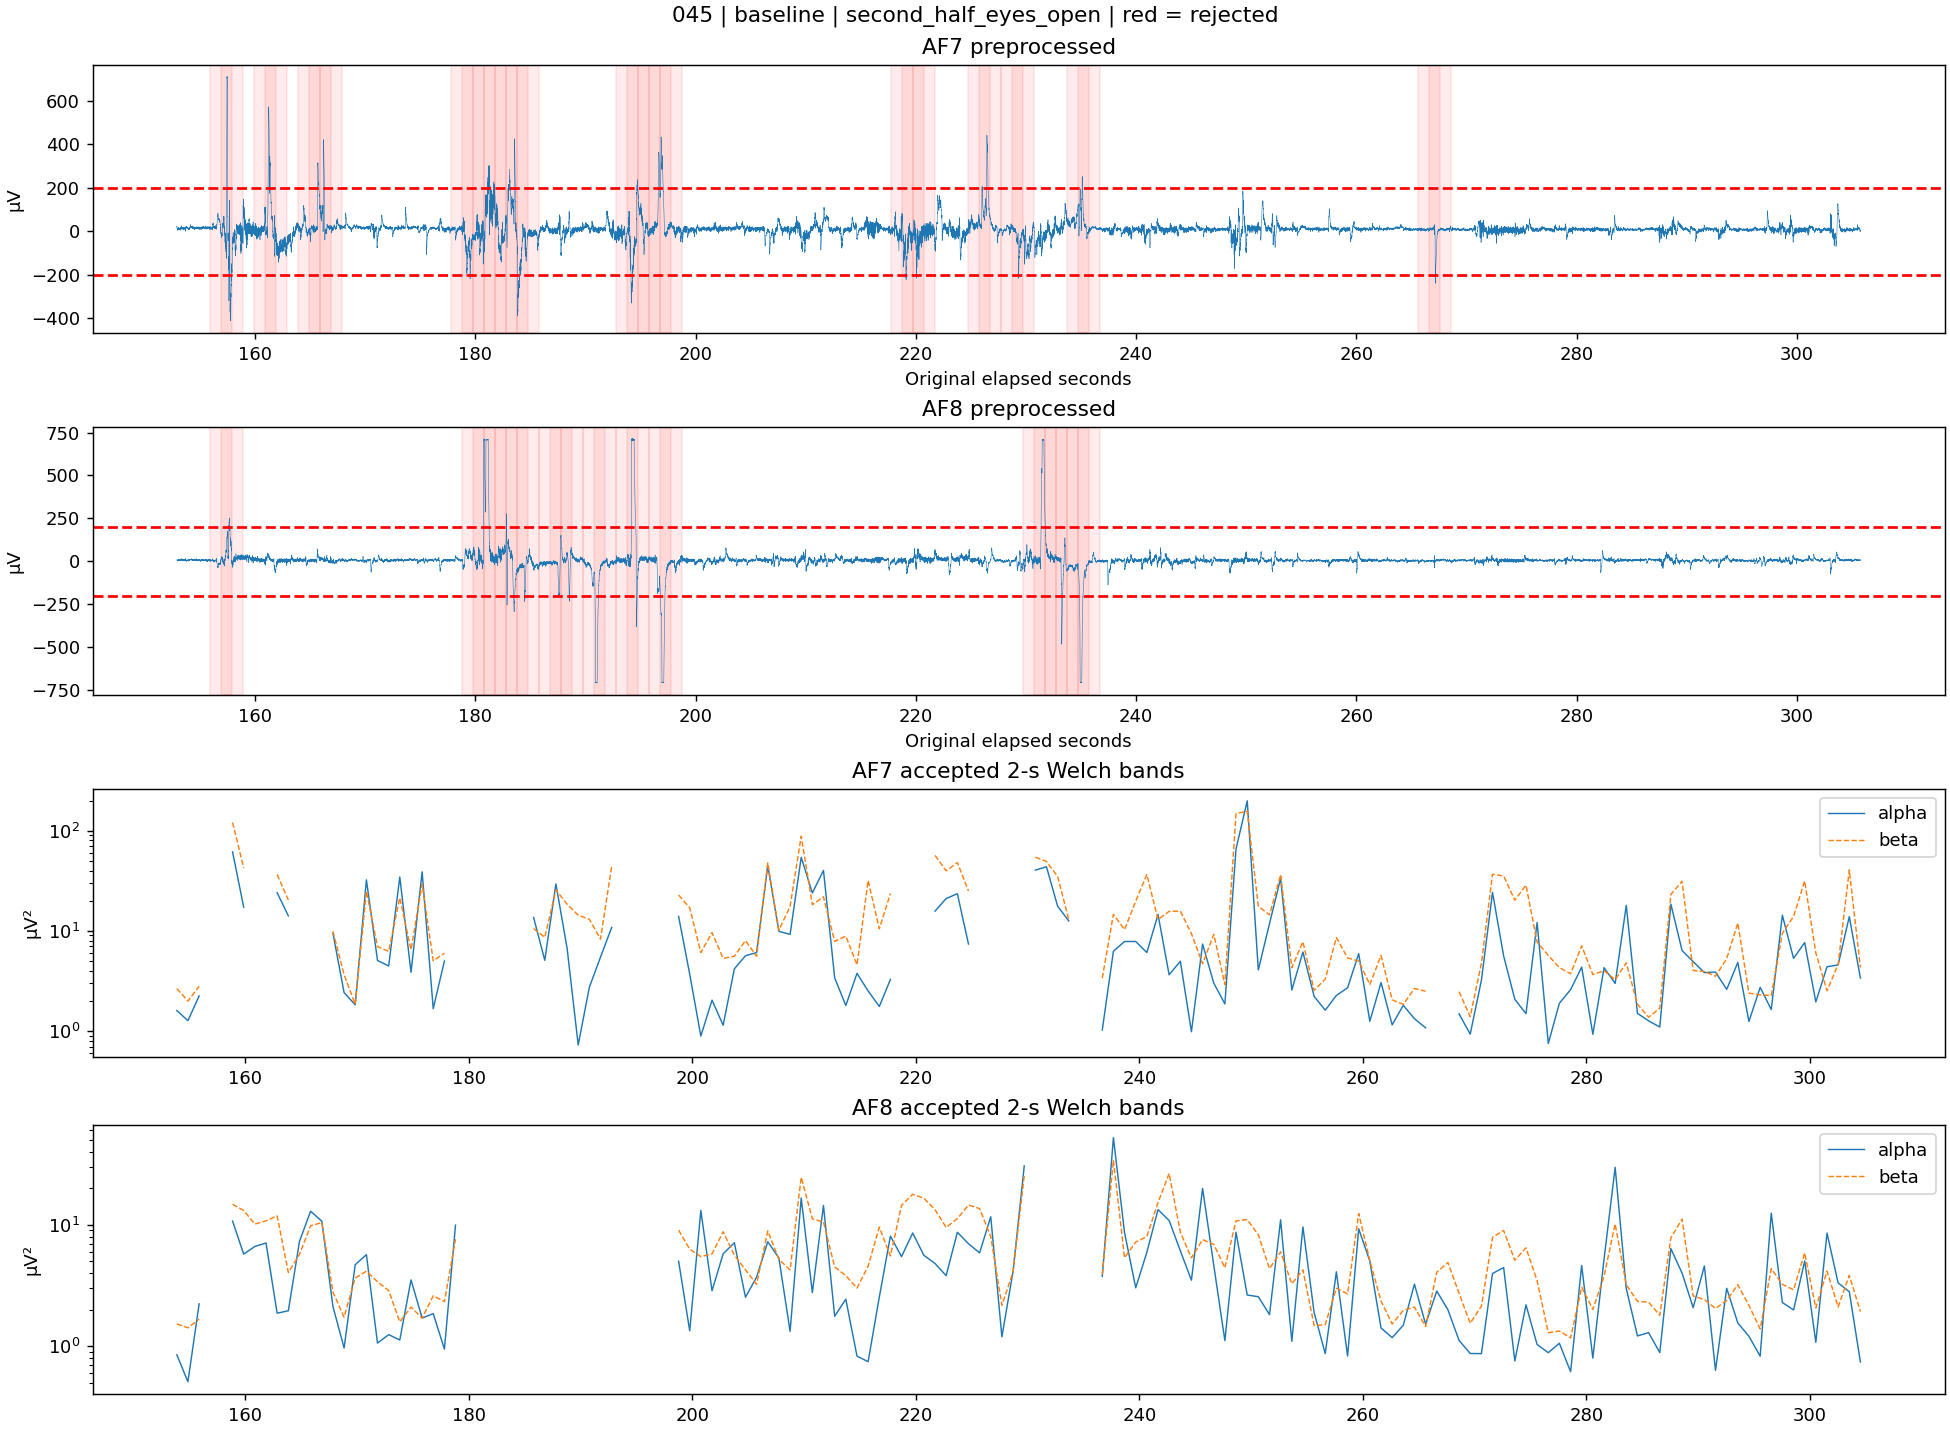 045 | baseline | second_half_eyes_open | red = rejected
AF7 preprocessed
µV
600
400
200
0
−200
−400
160 180 200 220 240 260 280 300
Original elapsed seconds
AF8 preprocessed
µV
750
500
250
0
−250
−500
−750
160 180 200 220 240 260 280 300
Original elapsed seconds
AF7 accepted 2-s Welch bands
µV²
10²
10¹
10⁰
alpha
beta
160 180 200 220 240 260 280 300
AF8 accepted 2-s Welch bands
µV²
10¹
10⁰
alpha
beta
160 180 200 220 240 260 280 300